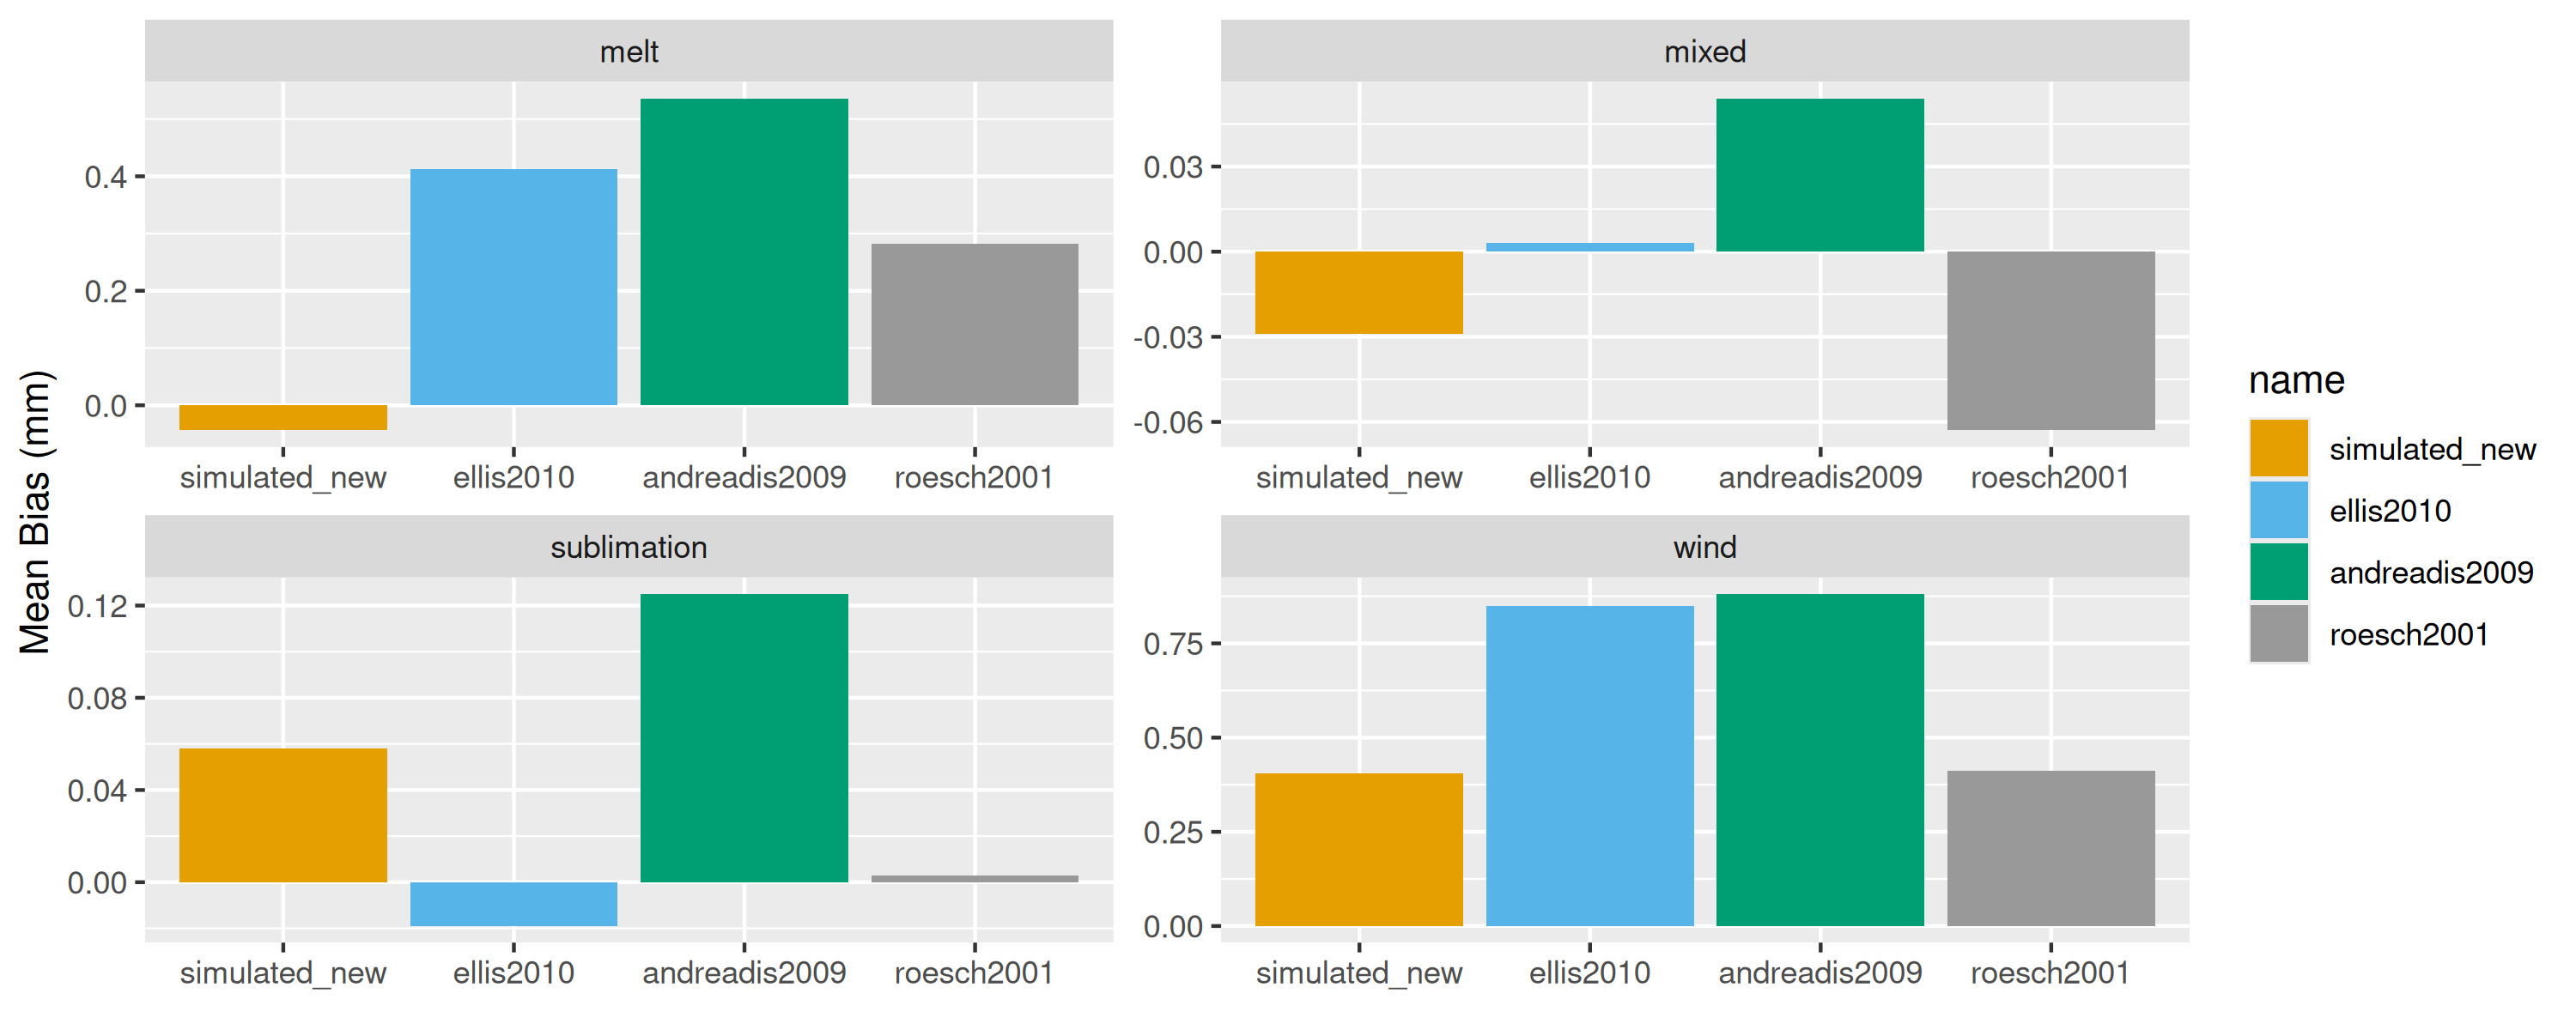 melt
mixed
0.4
0.2
0.0
0.03
0.00
-0.03
-0.06
simulated_new ellis2010 andreadis2009 roesch2001
simulated_new ellis2010 andreadis2009 roesch2001
sublimation
wind
0.12
0.08
0.04
0.00
0.75
0.50
0.25
0.00
simulated_new ellis2010 andreadis2009 roesch2001
simulated_new ellis2010 andreadis2009 roesch2001
Mean Bias (mm)
name
simulated_new
ellis2010
andreadis2009
roesch2001